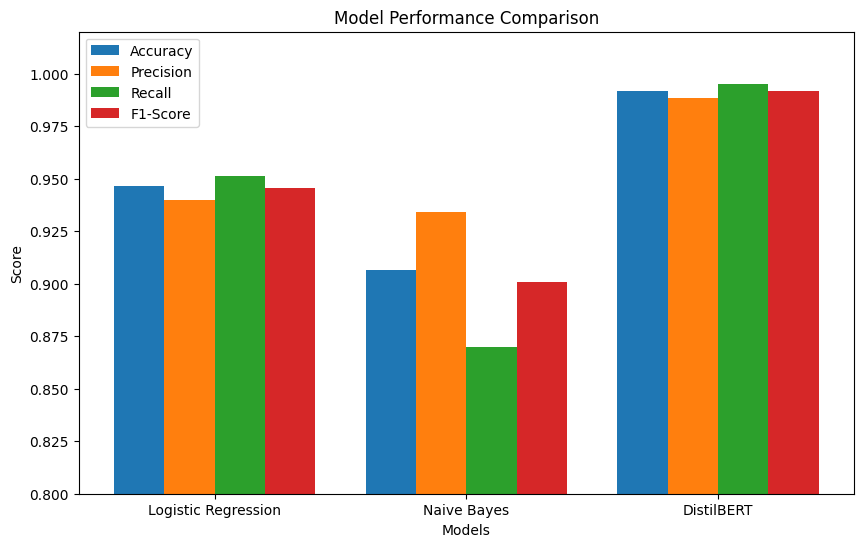 Model Performance Comparison
Accuracy
Precision
Recall
F1-Score
1.000
0.975
0.950
0.925
0.900
0.875
0.850
0.825
0.800
Score
Logistic Regression
Naive Bayes
DistilBERT
Models